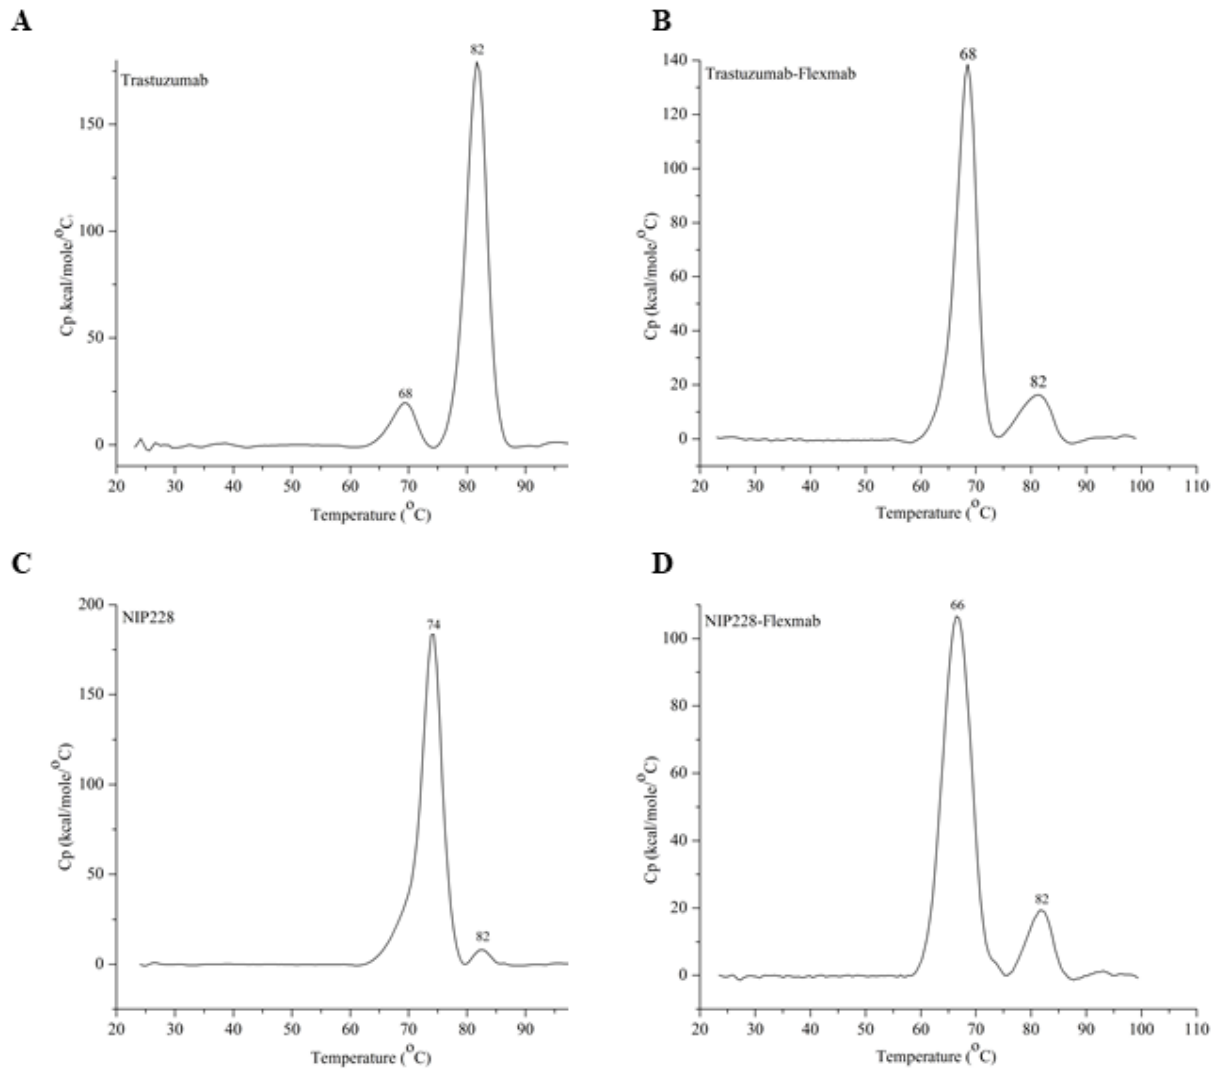 A
Trastuzumab
82
68
150
100
50
0
Cp kcal/mole/°C
20 30 40 50 60 70 80 90
Temperature (°C)
B
Trastuzumab-Flexmab
68
82
140
120
100
80
60
40
20
0
Cp (kcal/mole/°C)
20 30 40 50 60 70 80 90 100 110
Temperature (°C)
C
NIP228
74
82
200
150
100
50
0
Cp (kcal/mole/°C)
20 30 40 50 60 70 80 90
Temperature (°C)
D
NIP228-Flexmab
66
82
100
80
60
40
20
0
Cp (kcal/mole/°C)
20 30 40 50 60 70 80 90 100 110
Temperature (°C)